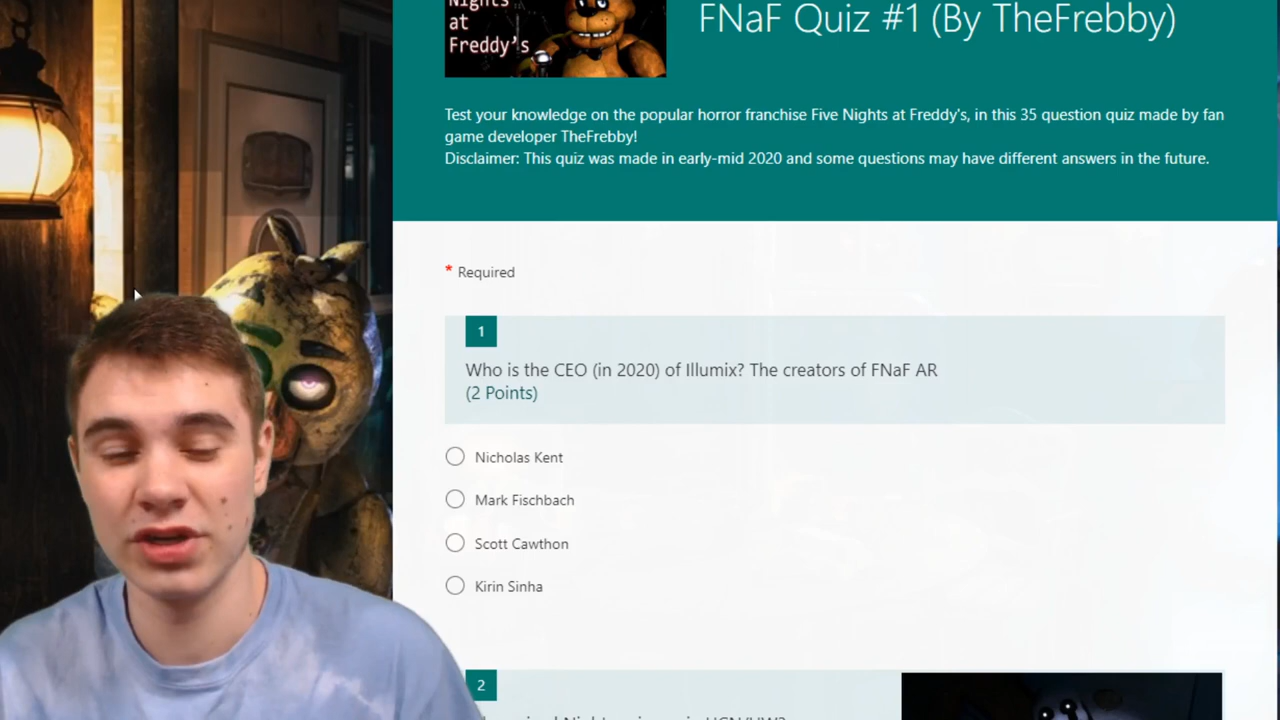 Nights
at
Freddy's
FNaF Quiz #1 (By TheFrebby)
Test your knowledge on the popular horror franchise Five Nights at Freddy's, in this 35 question quiz made by fan
game developer TheFrebby!
Disclaimer: This quiz was made in early-mid 2020 and some questions may have different answers in the future.
* Required
1
Who is the CEO (in 2020) of Illumix? The creators of FNaF AR
(2 Points)
Nicholas Kent
Mark Fischbach
Scott Cawthon
Kirin Sinha
2